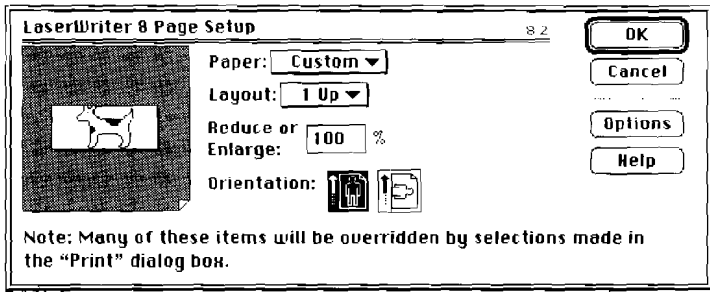 LaserWriter 8 Page Setup 8 2 OK
Paper: Custom
Cancel
Layout: 1 Up
Reduce or Enlarge: 100 %
Options
Help
Orientation:
Note: Many of these items will be overridden by selections made in
the “Print” dialog box.